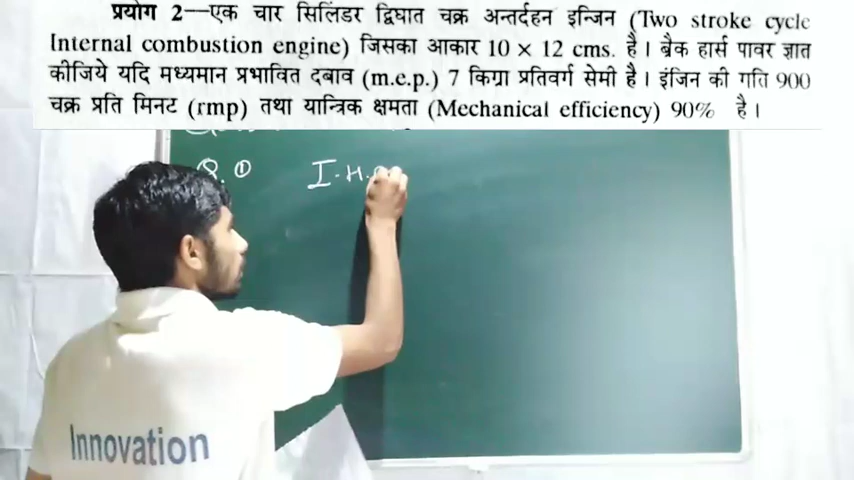 प्रयोग 2—एक चार सिलिंडर द्विघात चक्र अन्तर्दहन इन्जिन (Two stroke cycle
Internal combustion engine) जिसका आकार 10 × 12 cms. है। ब्रैक हार्स पावर ज्ञात
कीजिये यदि मध्यमान प्रभावित दबाव (m.e.p.) 7 किग्रा प्रतिवर्ग सेमी है। इंजिन की गति 900
चक्र प्रति मिनट (rmp) तथा यान्त्रिक क्षमता (Mechanical efficiency) 90% है।
Q. ① I.H.
Innovation